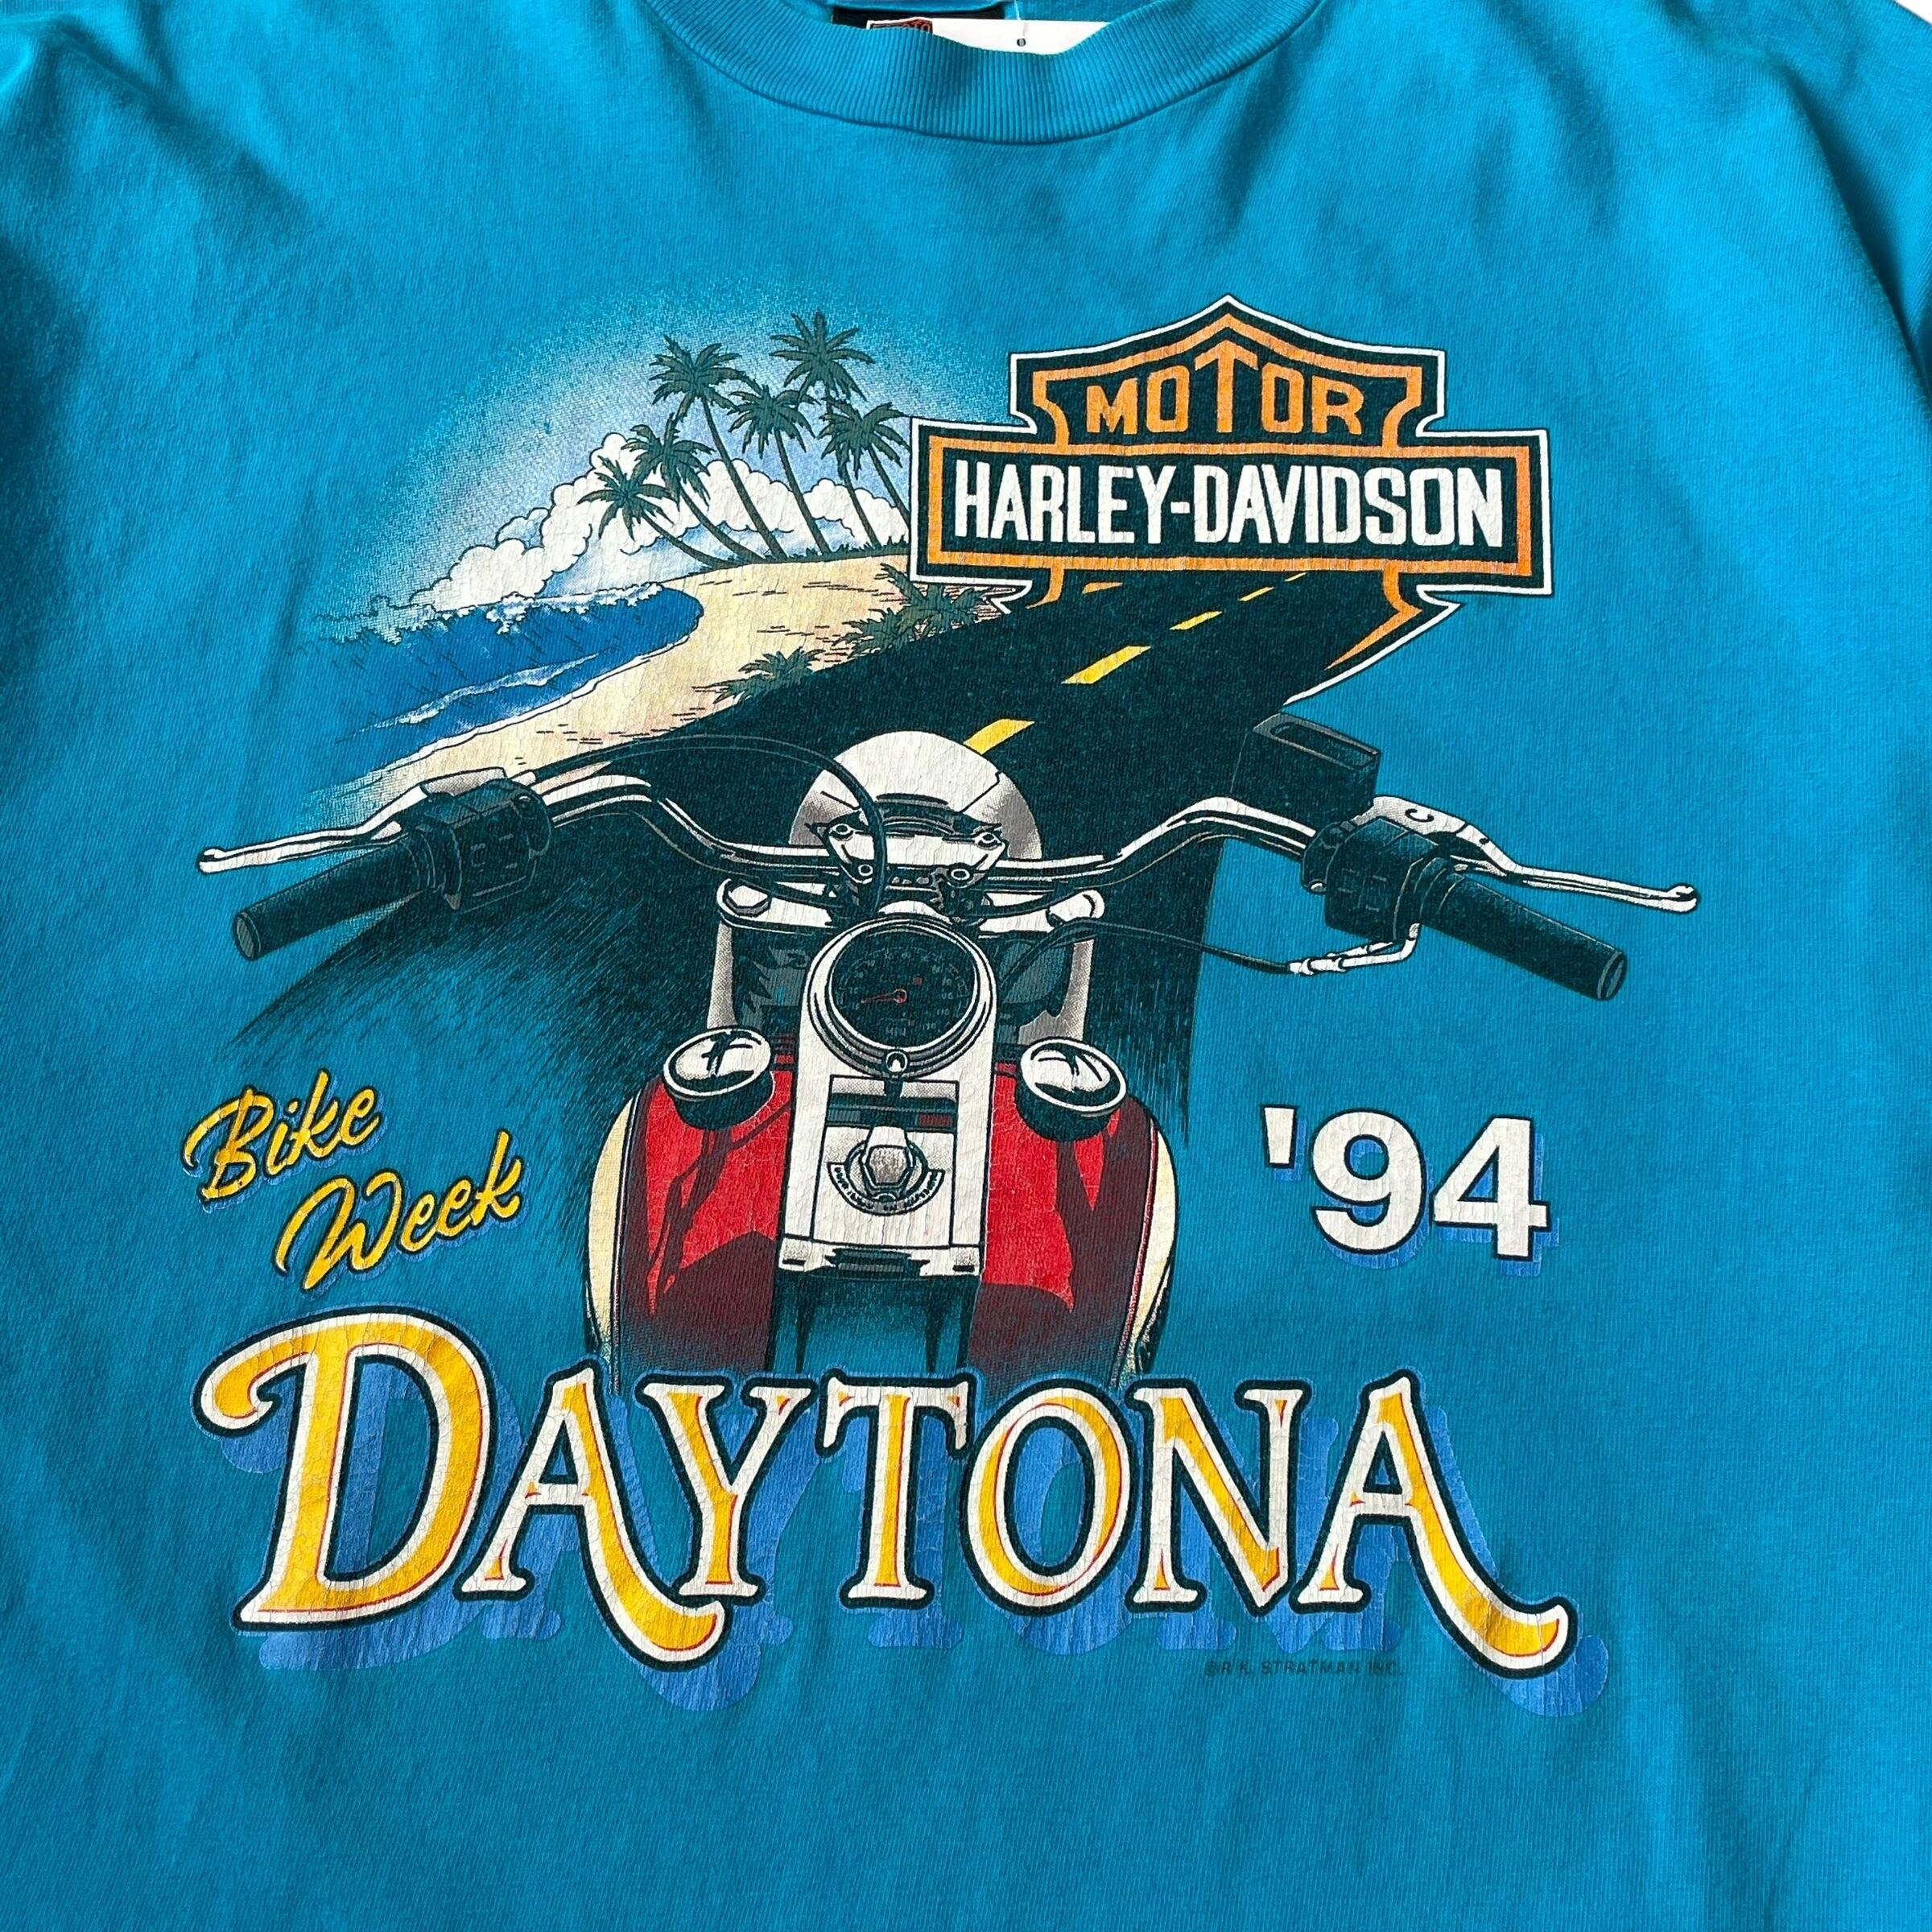 MOTOR
HARLEY-DAVIDSON
Bike
Week
'94
DAYTONA
©R.K. STRATMAN INC.